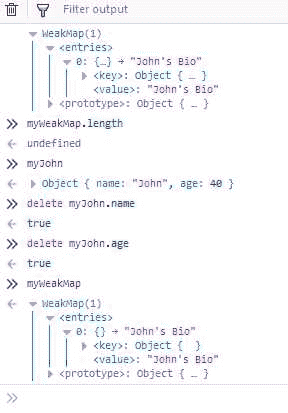 Filter output
WeakMap(1)
<entries>
0: {…} → "John's Bio"
<key>: Object { … }
<value>: "John's Bio"
<prototype>: Object { … }
myWeakMap.length
undefined
myJohn
Object { name: "John", age: 40 }
delete myJohn.name
true
delete myJohn.age
true
myWeakMap
WeakMap(1)
<entries>
0: {} → "John's Bio"
<key>: Object { }
<value>: "John's Bio"
<prototype>: Object { … }